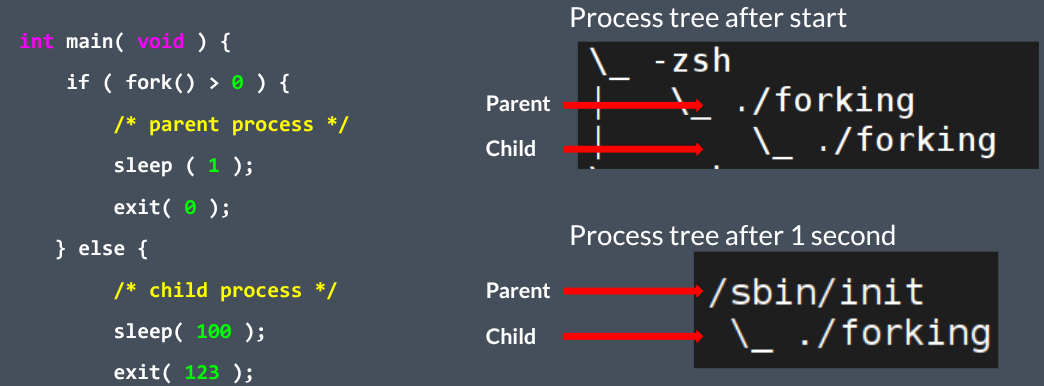 int main( void ) {
if ( fork() > 0 ) {
/* parent process */
sleep ( 1 );
exit( 0 );
} else {
/* child process */
sleep( 100 );
exit( 123 );
Process tree after start
\_ -zsh
Parent
| \_ ./forking
Child
| \_ ./forking
Process tree after 1 second
Parent
/sbin/init
Child
\_ ./forking